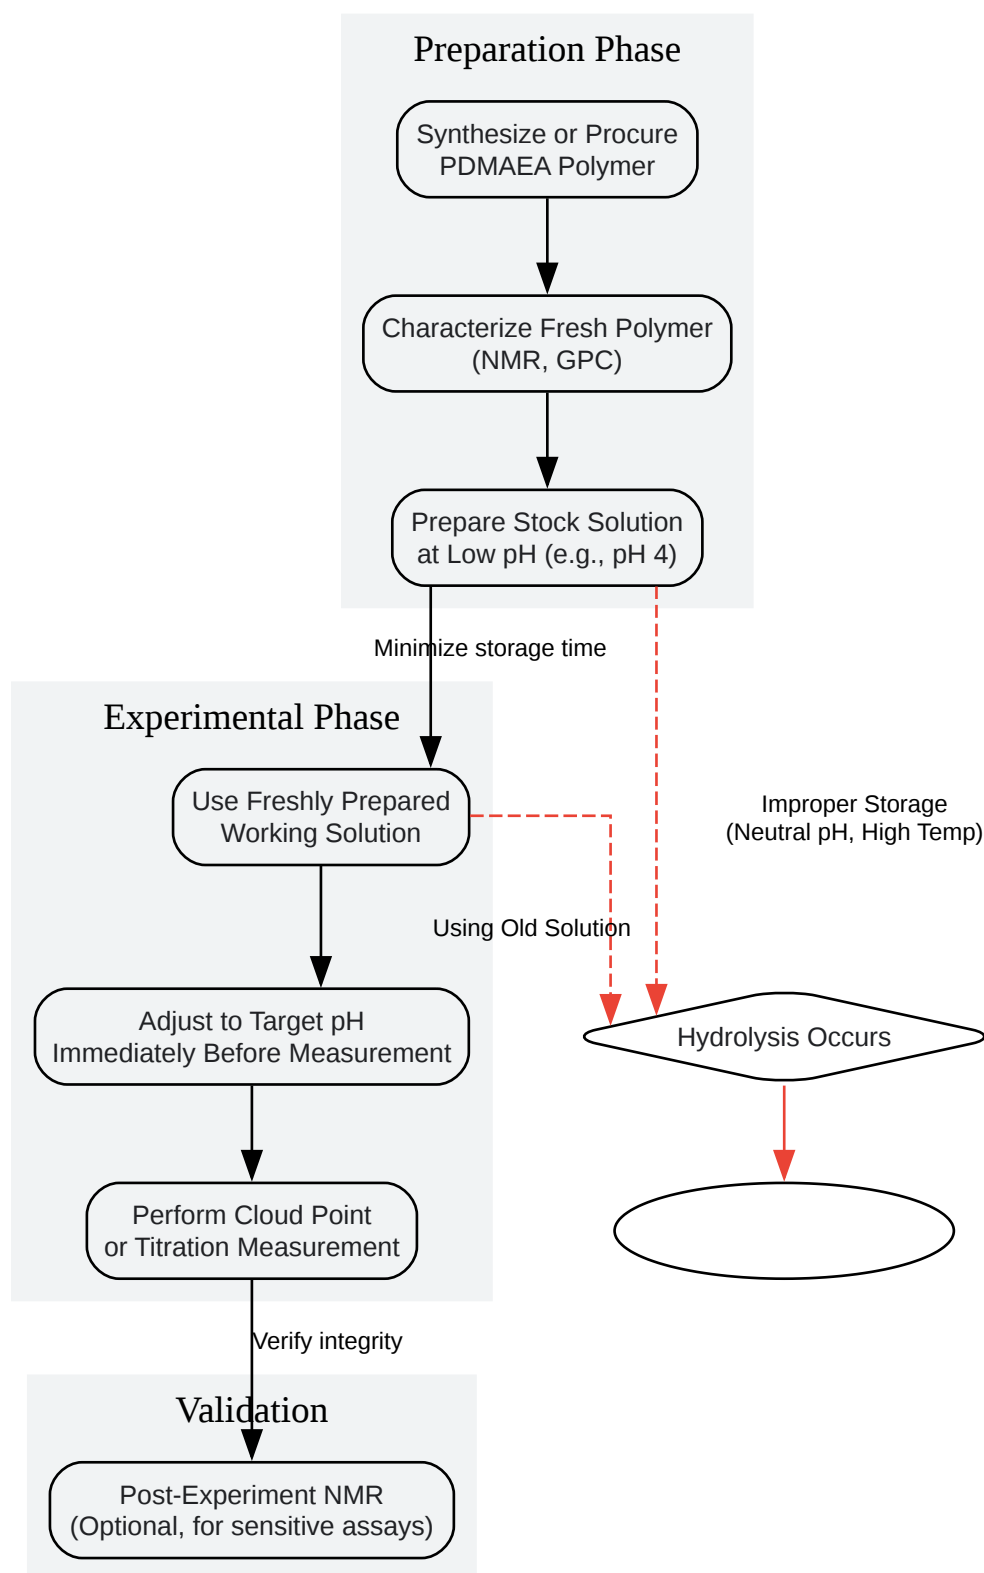 Preparation Phase
Synthesize or Procure
PDMAEA Polymer
Characterize Fresh Polymer
(NMR, GPC)
Prepare Stock Solution
at Low pH (e.g., pH 4)
Minimize storage time
Experimental Phase
Use Freshly Prepared
Working Solution
Improper Storage
(Neutral pH, High Temp)
Using Old Solution
Adjust to Target pH
Immediately Before Measurement
Hydrolysis Occurs
Perform Cloud Point
or Titration Measurement
Verify integrity
Validation
Post-Experiment NMR
(Optional, for sensitive assays)